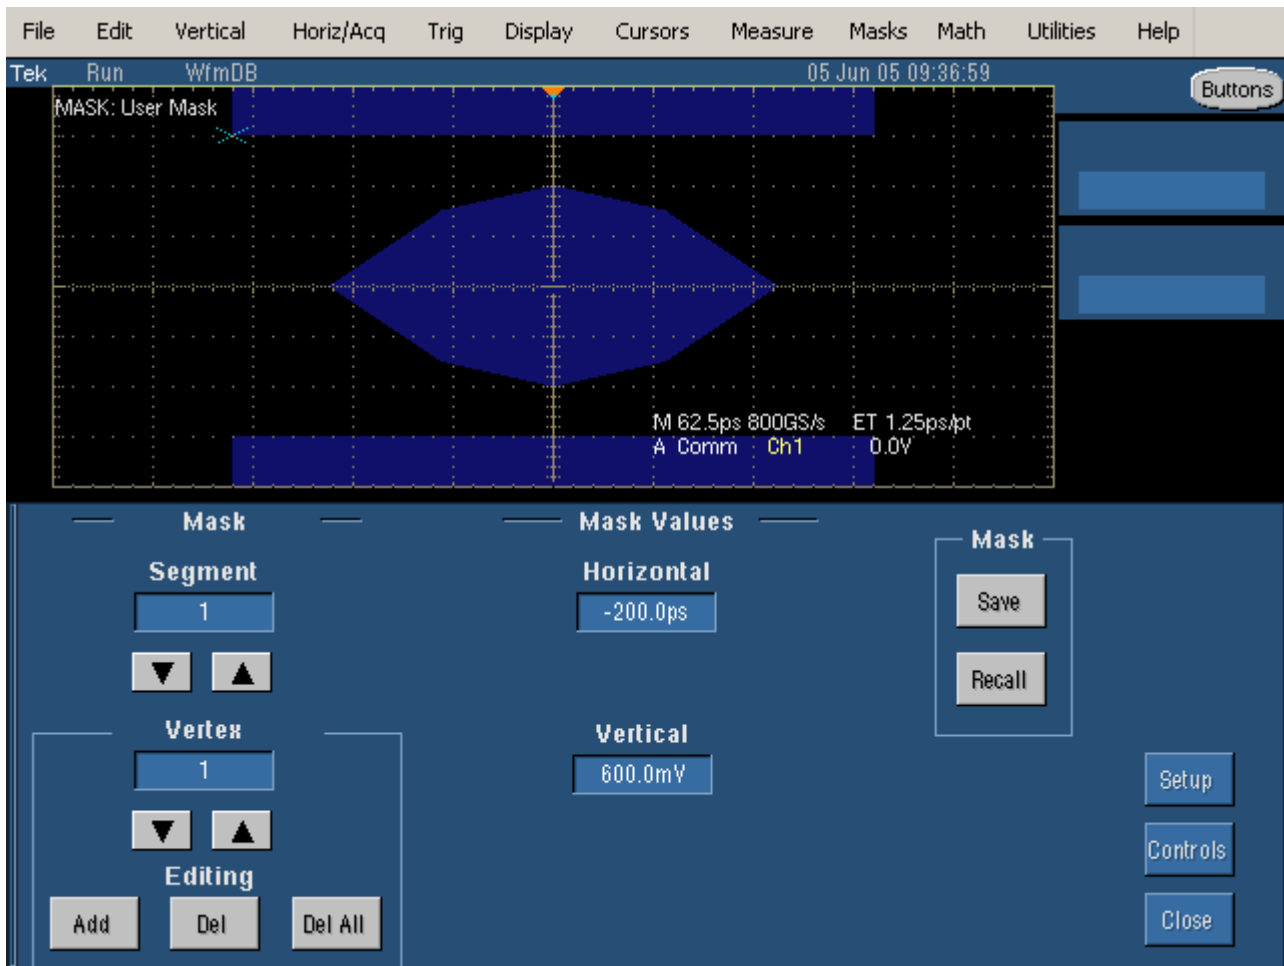 File Edit Vertical Horiz/Acq Trig Display Cursors Measure Masks Math Utilities Help
Tek Run WfmDB 05 Jun 05 09:36:59
Buttons
MASK: User Mask
M 62.5ps 800GS/s ET 1.25ps/pt
A Comm Ch1 0.0V
Mask Mask Values
Mask
Segment Horizontal
1 -200.0ps
Save
Recall
Vertex Vertical
1 600.0mV
Setup
Controls
Editing
Add Del Del All
Close